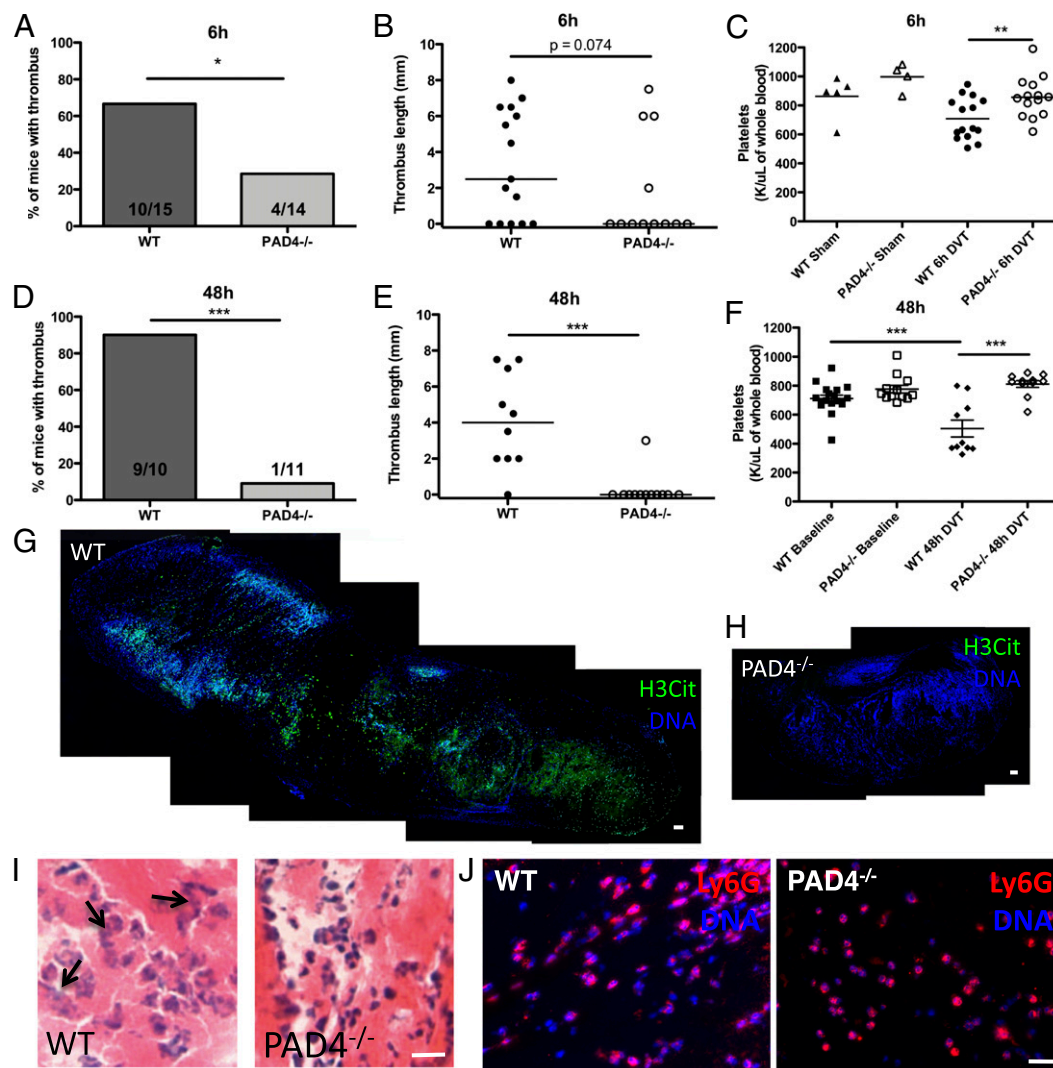 A
6h
% of mice with thrombus
100
80
60
40
20
0
*
10/15
4/14
WT
PAD4-/-
B
6h
Thrombus length (mm)
10
8
6
4
2
0
p = 0.074
WT
PAD4-/-
C
6h
Platelets
(K/uL of whole blood)
1200
1000
800
600
400
200
0
**
WT Sham
PAD4-/- Sham
WT 6h DVT
PAD4-/- 6h DVT
D
48h
% of mice with thrombus
100
80
60
40
20
0
***
9/10
1/11
WT
PAD4-/-
E
48h
Thrombus length (mm)
10
8
6
4
2
0
***
WT
PAD4-/-
F
48h
Platelets
(K/uL of whole blood)
1200
1000
800
600
400
200
0
***
***
WT Baseline
PAD4-/- Baseline
WT 48h DVT
PAD4-/- 48h DVT
G
WT
H3Cit
DNA
H
H3Cit
PAD4-/-
DNA
I
WT
PAD4-/-
J
WT
Ly6G
DNA
PAD4-/-
Ly6G
DNA